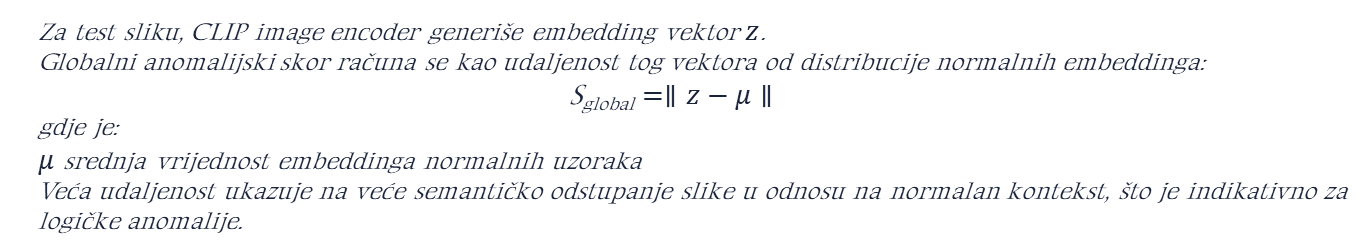 Za test sliku, CLIP image encoder generiše embedding vektor z.
Globalni anomalijski skor računa se kao udaljenost tog vektora od distribucije normalnih embeddinga:
S_global =∥ z − μ ∥
gdje je:
μ srednja vrijednost embeddinga normalnih uzoraka
Veća udaljenost ukazuje na veće semantičko odstupanje slike u odnosu na normalan kontekst, što je indikativno za
logičke anomalije.